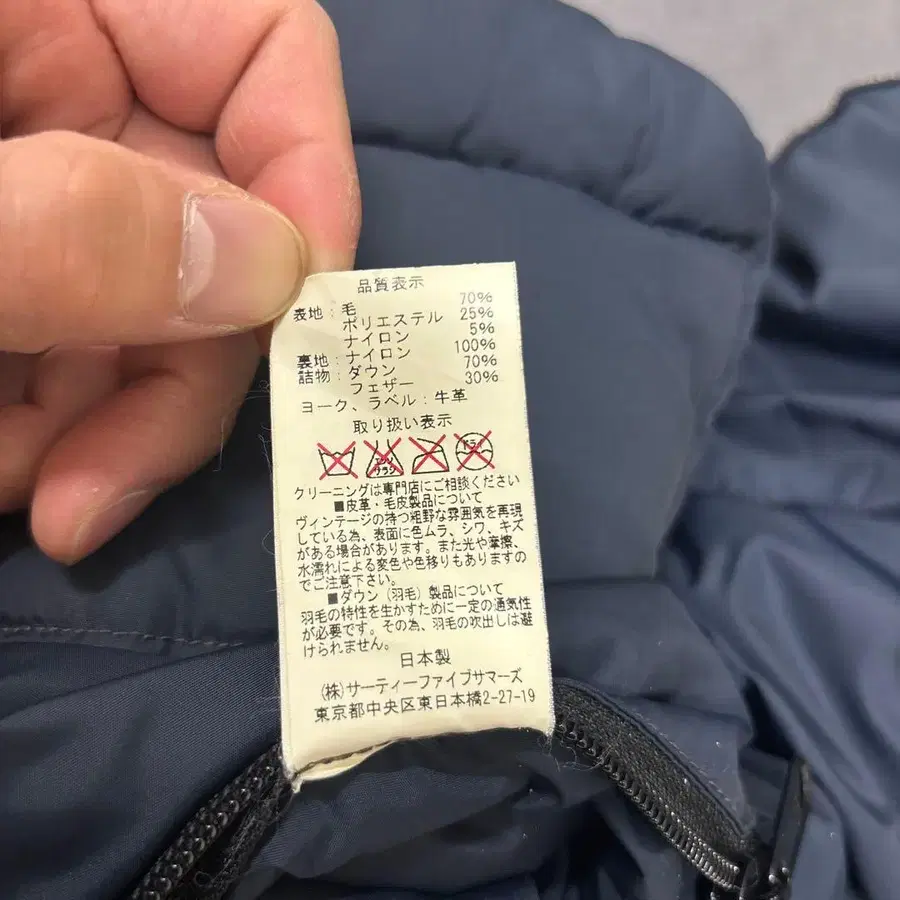 品質表示
表地：毛 70%
ポリエステル 25%
ナイロン 5%
裏地：ナイロン 100%
詰物：ダウン 70%
フェザー 30%
ヨーク、ラベル：牛革
取り扱い表示
エンソ サラシ ドライ
クリーニングは専門店にご相談ください
■皮革・毛皮製品について
ヴィンテージの持つ粗野な雰囲気を再現
している為、表面に色ムラ、シワ、キズ
がある場合があります。また光や摩擦、
水濡れによる変色や色移りもありますの
でご注意下さい。
■ダウン（羽毛）製品について
羽毛の特性を生かすために一定の通気性
が必要です。その為、羽毛の吹出しは避
けられません。
日本製
(株)サーティーファイブサマーズ
東京都中央区東日本橋2-27-19